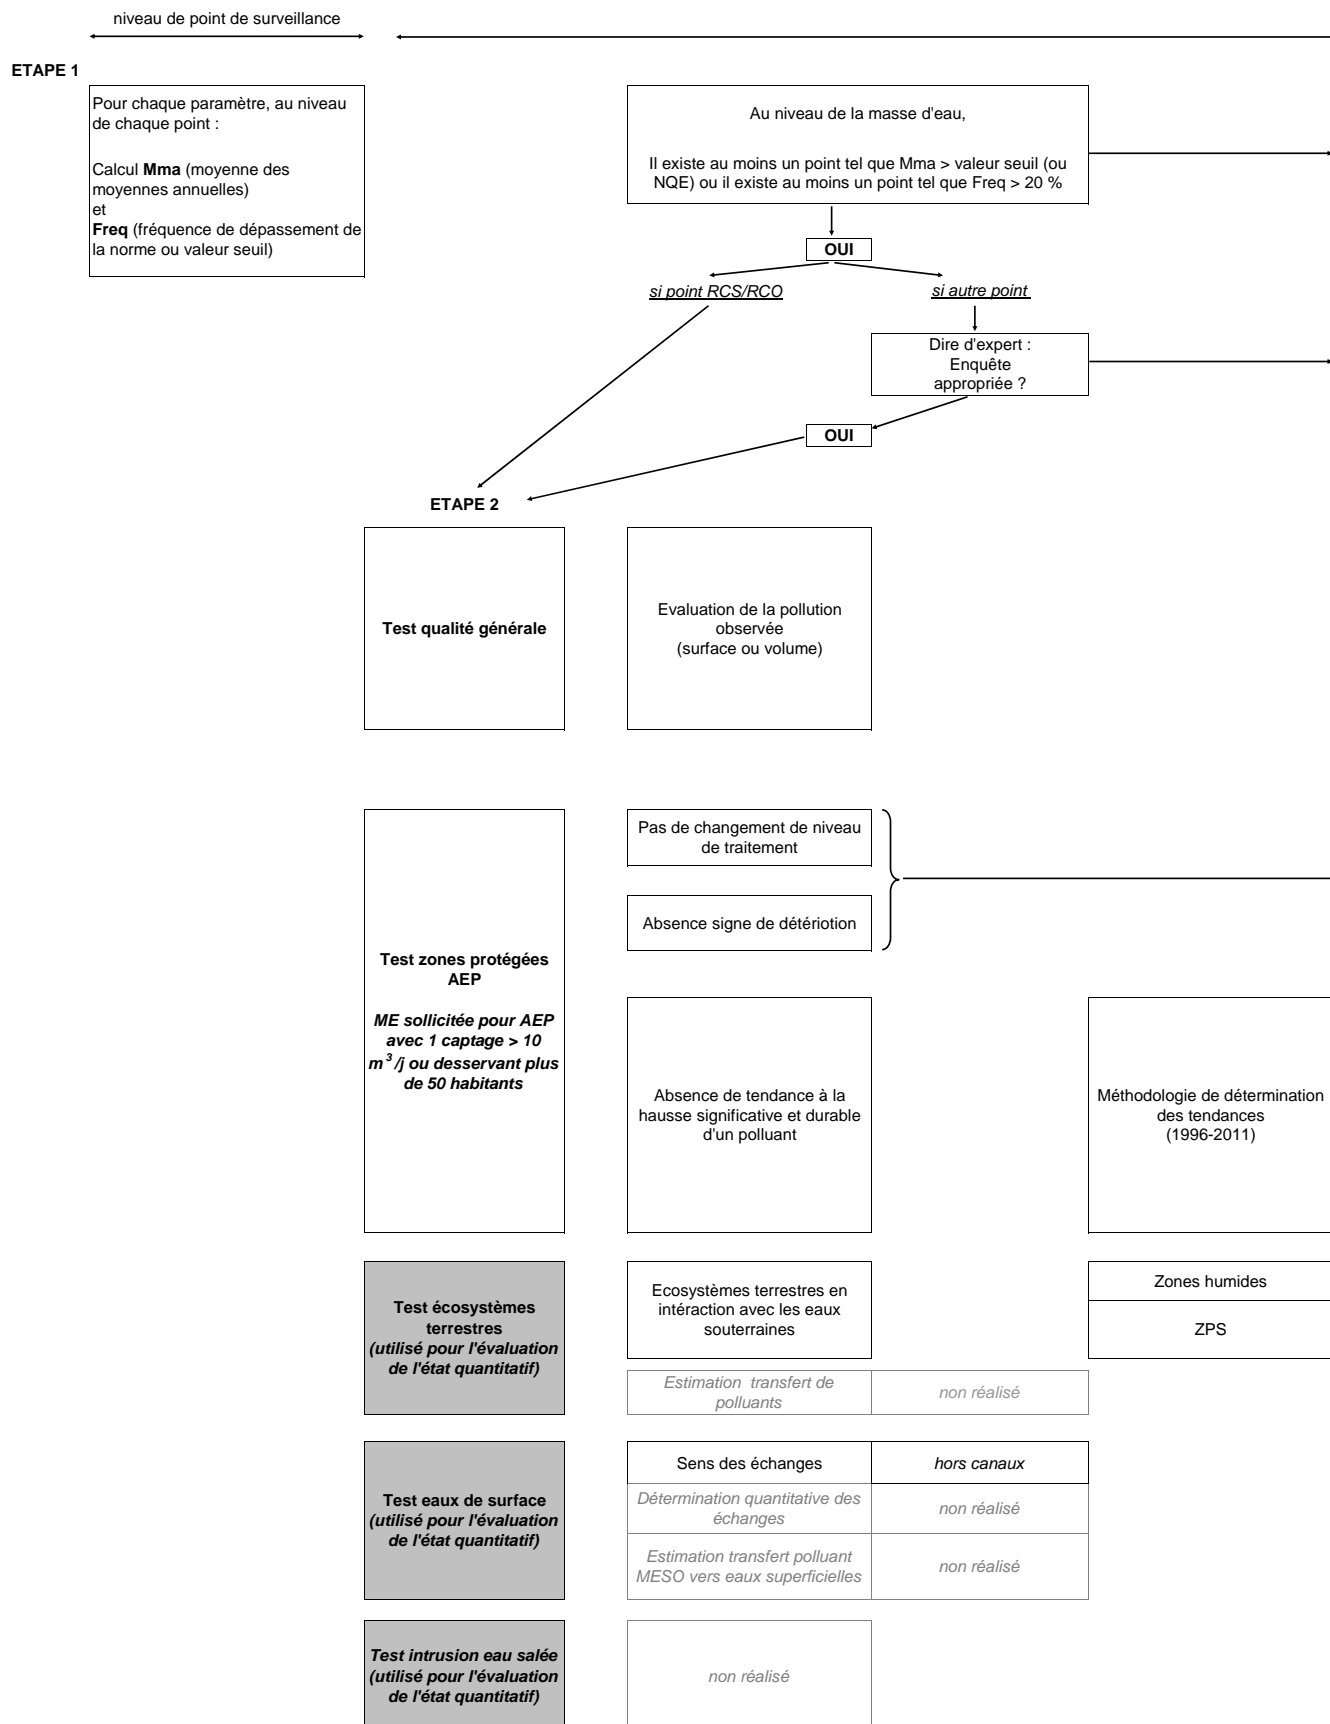 niveau de point de surveillance
ETAPE 1
Pour chaque paramètre, au niveau
de chaque point :
Calcul Mma (moyenne des
moyennes annuelles)
et
Freq (fréquence de dépassement de
la norme ou valeur seuil)
Au niveau de la masse d'eau,
Il existe au moins un point tel que Mma > valeur seuil (ou
NQE) ou il existe au moins un point tel que Freq > 20 %
OUI
si point RCS/RCO
si autre point
Dire d'expert :
Enquête
appropriée ?
OUI
ETAPE 2
Test qualité générale
Evaluation de la pollution
observée
(surface ou volume)
Test zones protégées
AEP
ME sollicitée pour AEP
avec 1 captage > 10
m³/j ou desservant plus
de 50 habitants
Pas de changement de niveau
de traitement
Absence signe de détériotion
Absence de tendance à la
hausse significative et durable
d'un polluant
Méthodologie de détermination
des tendances
(1996-2011)
Test écosystèmes
terrestres
(utilisé pour l'évaluation
de l'état quantitatif)
Ecosystèmes terrestres en
intéraction avec les eaux
souterraines
Zones humides
ZPS
Estimation transfert de
polluants
non réalisé
Test eaux de surface
(utilisé pour l'évaluation
de l'état quantitatif)
Sens des échanges
hors canaux
Détermination quantitative des
échanges
non réalisé
Estimation transfert polluant
MESO vers eaux superficielles
non réalisé
Test intrusion eau salée
(utilisé pour l'évaluation
de l'état quantitatif)
non réalisé